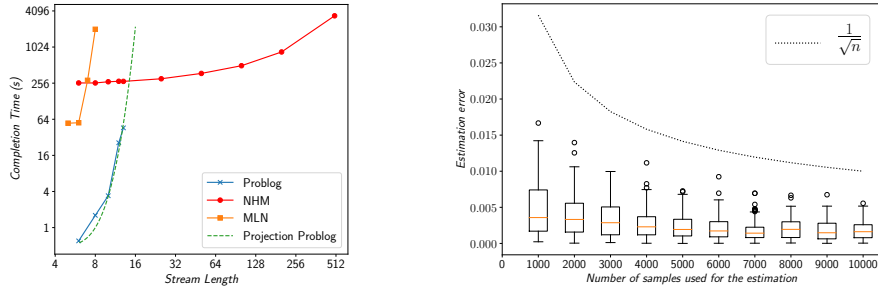 4096
1024
256
64
16
4
1
Completion Time (s)
4 8 16 32 64 128 256 512
Stream Length
Problog
NHM
MLN
Projection Problog
0.030
0.025
0.020
0.015
0.010
0.005
0.000
Estimation error
1000 2000 3000 4000 5000 6000 7000 8000 9000 10000
Number of samples used for the estimation
1
√n